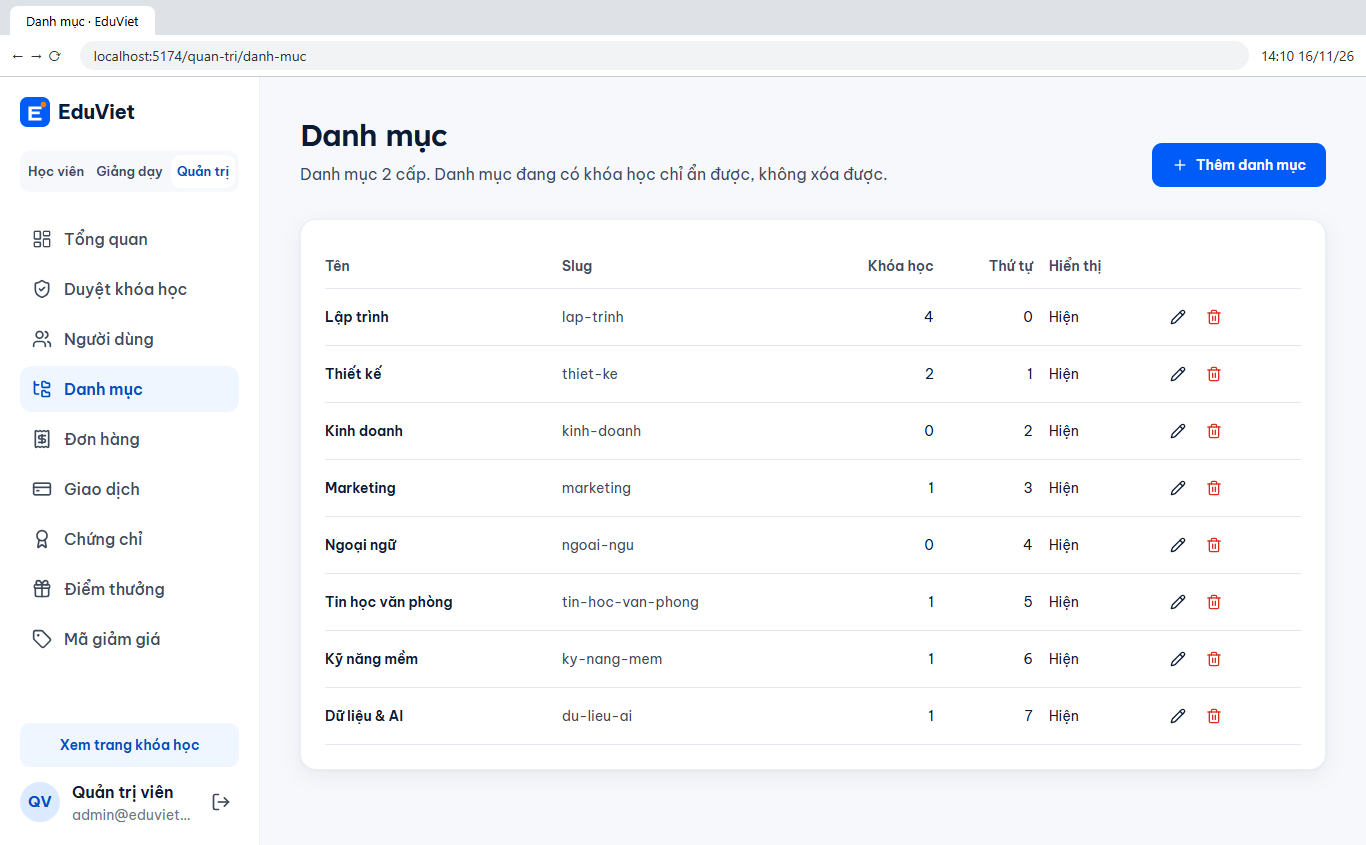 Danh mục · EduViet
localhost:5174/quan-tri/danh-muc
14:10 16/11/26
E EduViet
Học viên Giảng dạy Quản trị
Tổng quan
Duyệt khóa học
Người dùng
Danh mục
Đơn hàng
Giao dịch
Chứng chỉ
Điểm thưởng
Mã giảm giá
Xem trang khóa học
QV
Quản trị viên
admin@eduviet...
Danh mục
Danh mục 2 cấp. Danh mục đang có khóa học chỉ ẩn được, không xóa được.
+ Thêm danh mục
Tên Slug Khóa học Thứ tự Hiển thị
Lập trình lap-trinh 4 0 Hiện
Thiết kế thiet-ke 2 1 Hiện
Kinh doanh kinh-doanh 0 2 Hiện
Marketing marketing 1 3 Hiện
Ngoại ngữ ngoai-ngu 0 4 Hiện
Tin học văn phòng tin-hoc-van-phong 1 5 Hiện
Kỹ năng mềm ky-nang-mem 1 6 Hiện
Dữ liệu & AI du-lieu-ai 1 7 Hiện